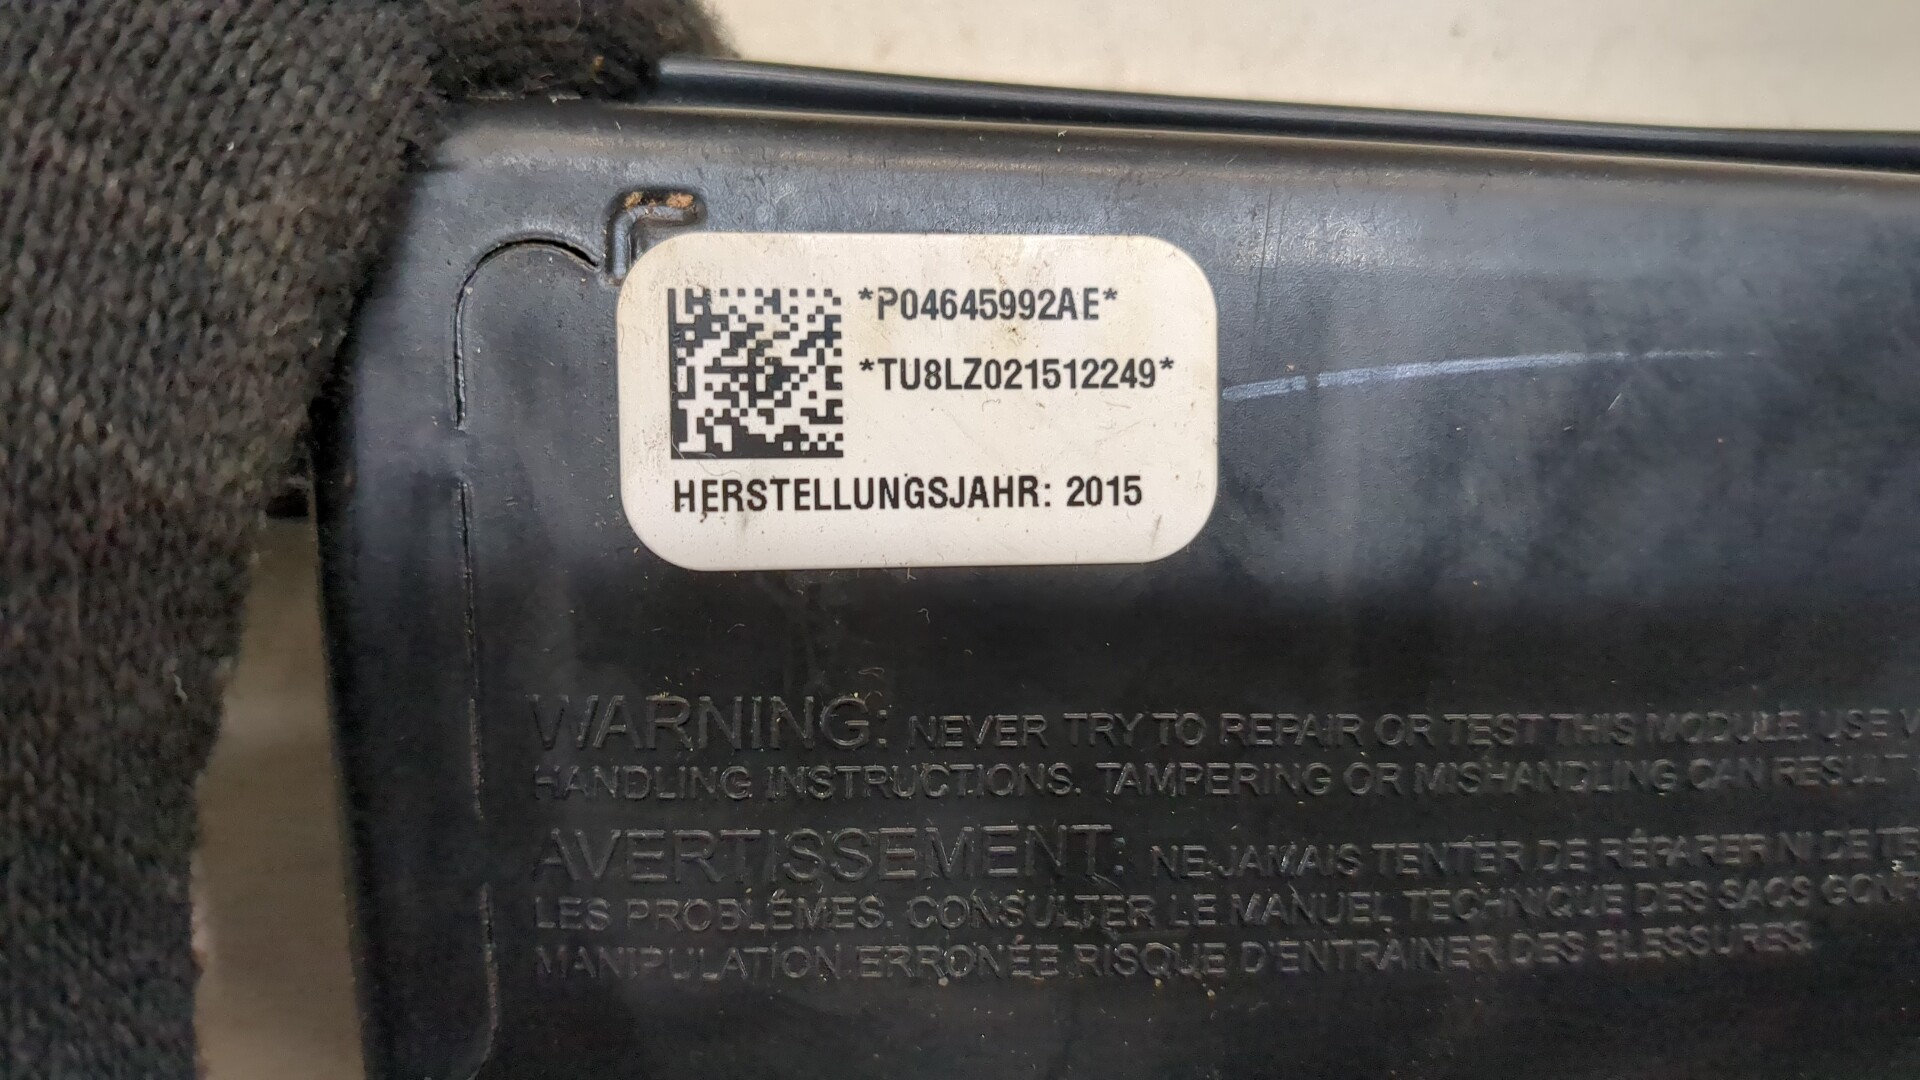 *P04645992AE*
*TU8LZ021512249*
HERSTELLUNGSJAHR: 2015
WARNING: NEVER TRY TO REPAIR OR TEST THIS MODULE. USE
HANDLING INSTRUCTIONS. TAMPERING OR MISHANDLING CAN RESULT
AVERTISSEMENT: NE JAMAIS TENTER DE RÉPARER NI DE
LES PROBLÉMES. CONSULTER LE MANUEL TECHNIQUE DES SACS
MANIPULATION ERRONÉE RISQUE D'ENTRAINER DES BLESSURES.